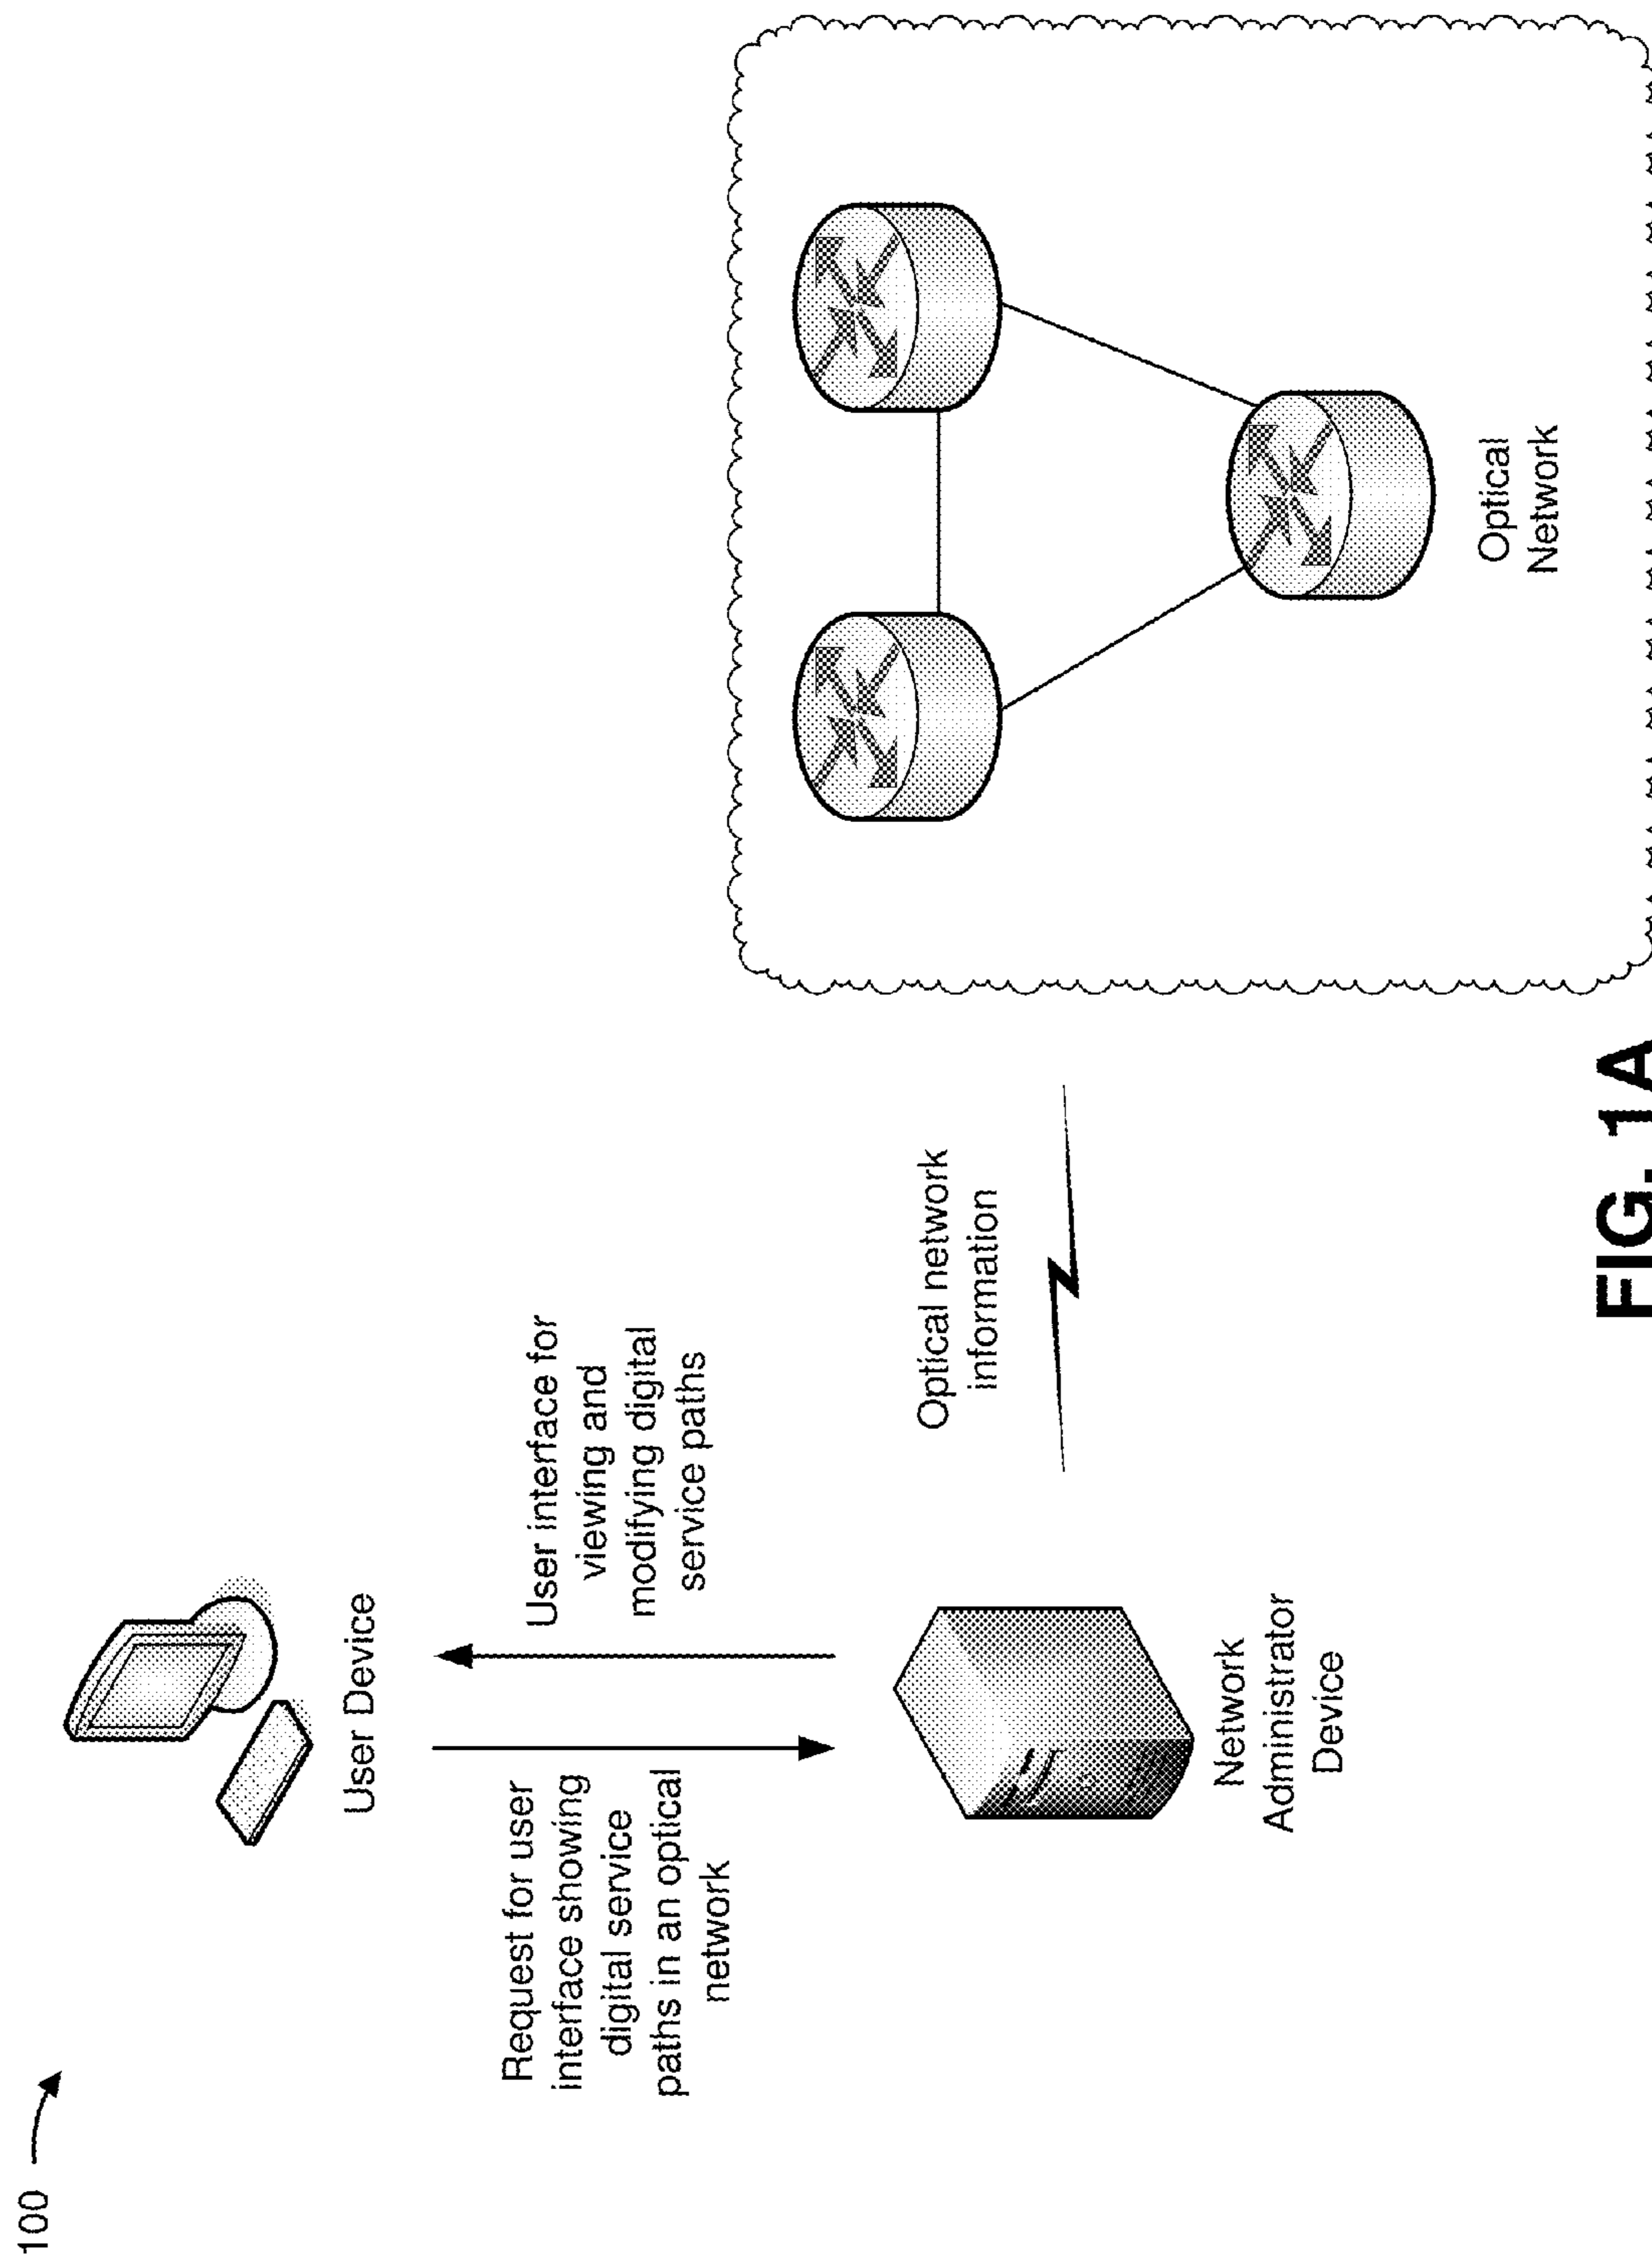 100
User Device
Request for user
interface showing
digital service
paths in an optical
network
User interface for
viewing and
modifying digital
service paths
Network
Administrator
Device
Optical network
information
Optical
Network
FIG. 1A